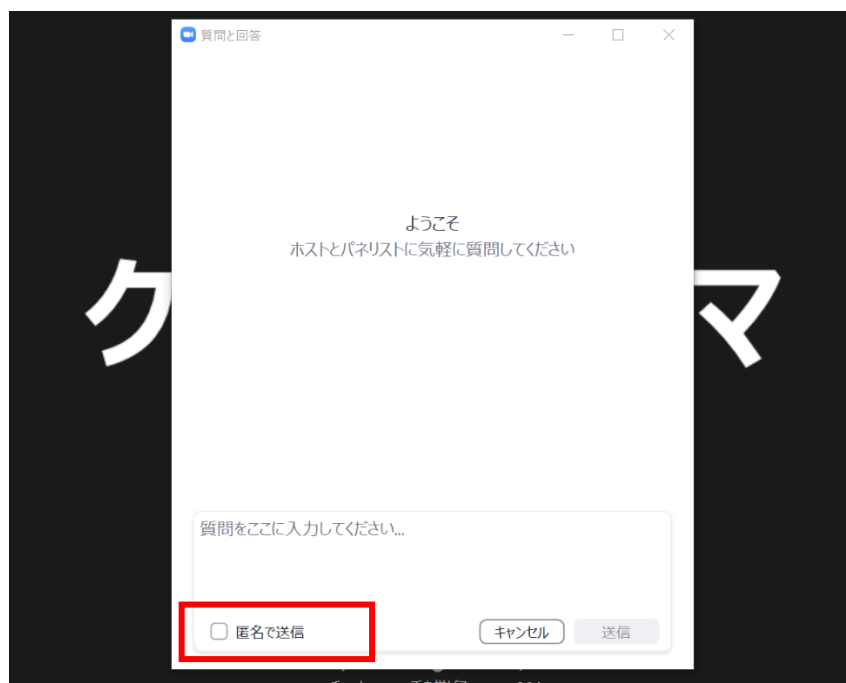 質問と回答
ようこそ
ホストとパネリストに気軽に質問してください
ク
マ
質問をここに入力してください...
匿名で送信
キャンセル
送信